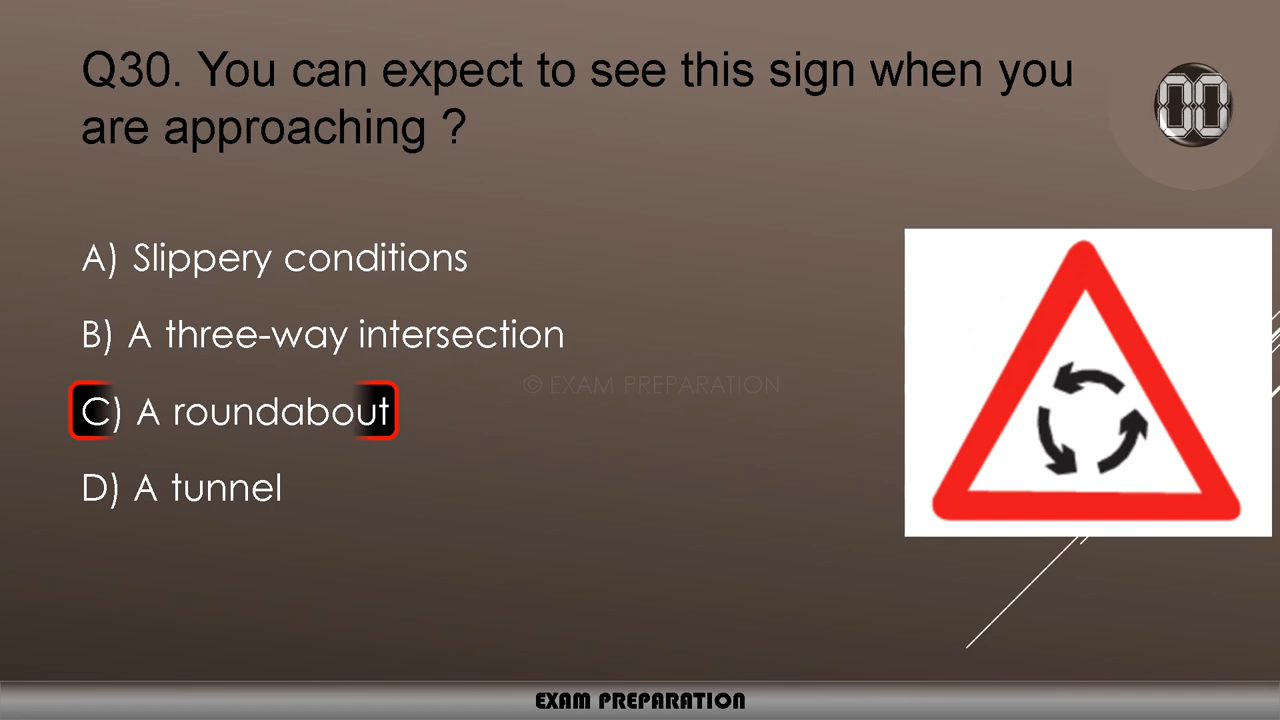 Q30. You can expect to see this sign when you
are approaching ?
00
A) Slippery conditions
B) A three-way intersection
© EXAM PREPARATION
C) A roundabout
D) A tunnel
EXAM PREPARATION